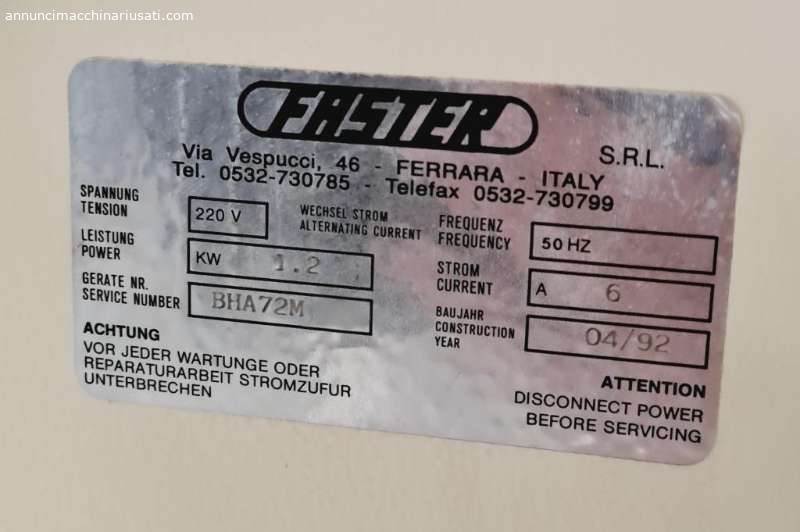 annuncimacchinariusati.com
FASTER S.R.L.
Via Vespucci, 46 - FERRARA - ITALY
Tel. 0532-730785 - Telefax 0532-730799
SPANNUNG
TENSION
220 V
WECHSEL STROM
ALTERNATING CURRENT
FREQUENZ
FREQUENCY
50 HZ
LEISTUNG
POWER
KW 1.2
STROM
CURRENT
A 6
GERATE NR.
SERVICE NUMBER
BHA72M
BAUJAHR
CONSTRUCTION
YEAR
04/92
ACHTUNG
VOR JEDER WARTUNGE ODER
REPARATURARBEIT STROMZUFUR
UNTERBRECHEN
ATTENTION
DISCONNECT POWER
BEFORE SERVICING